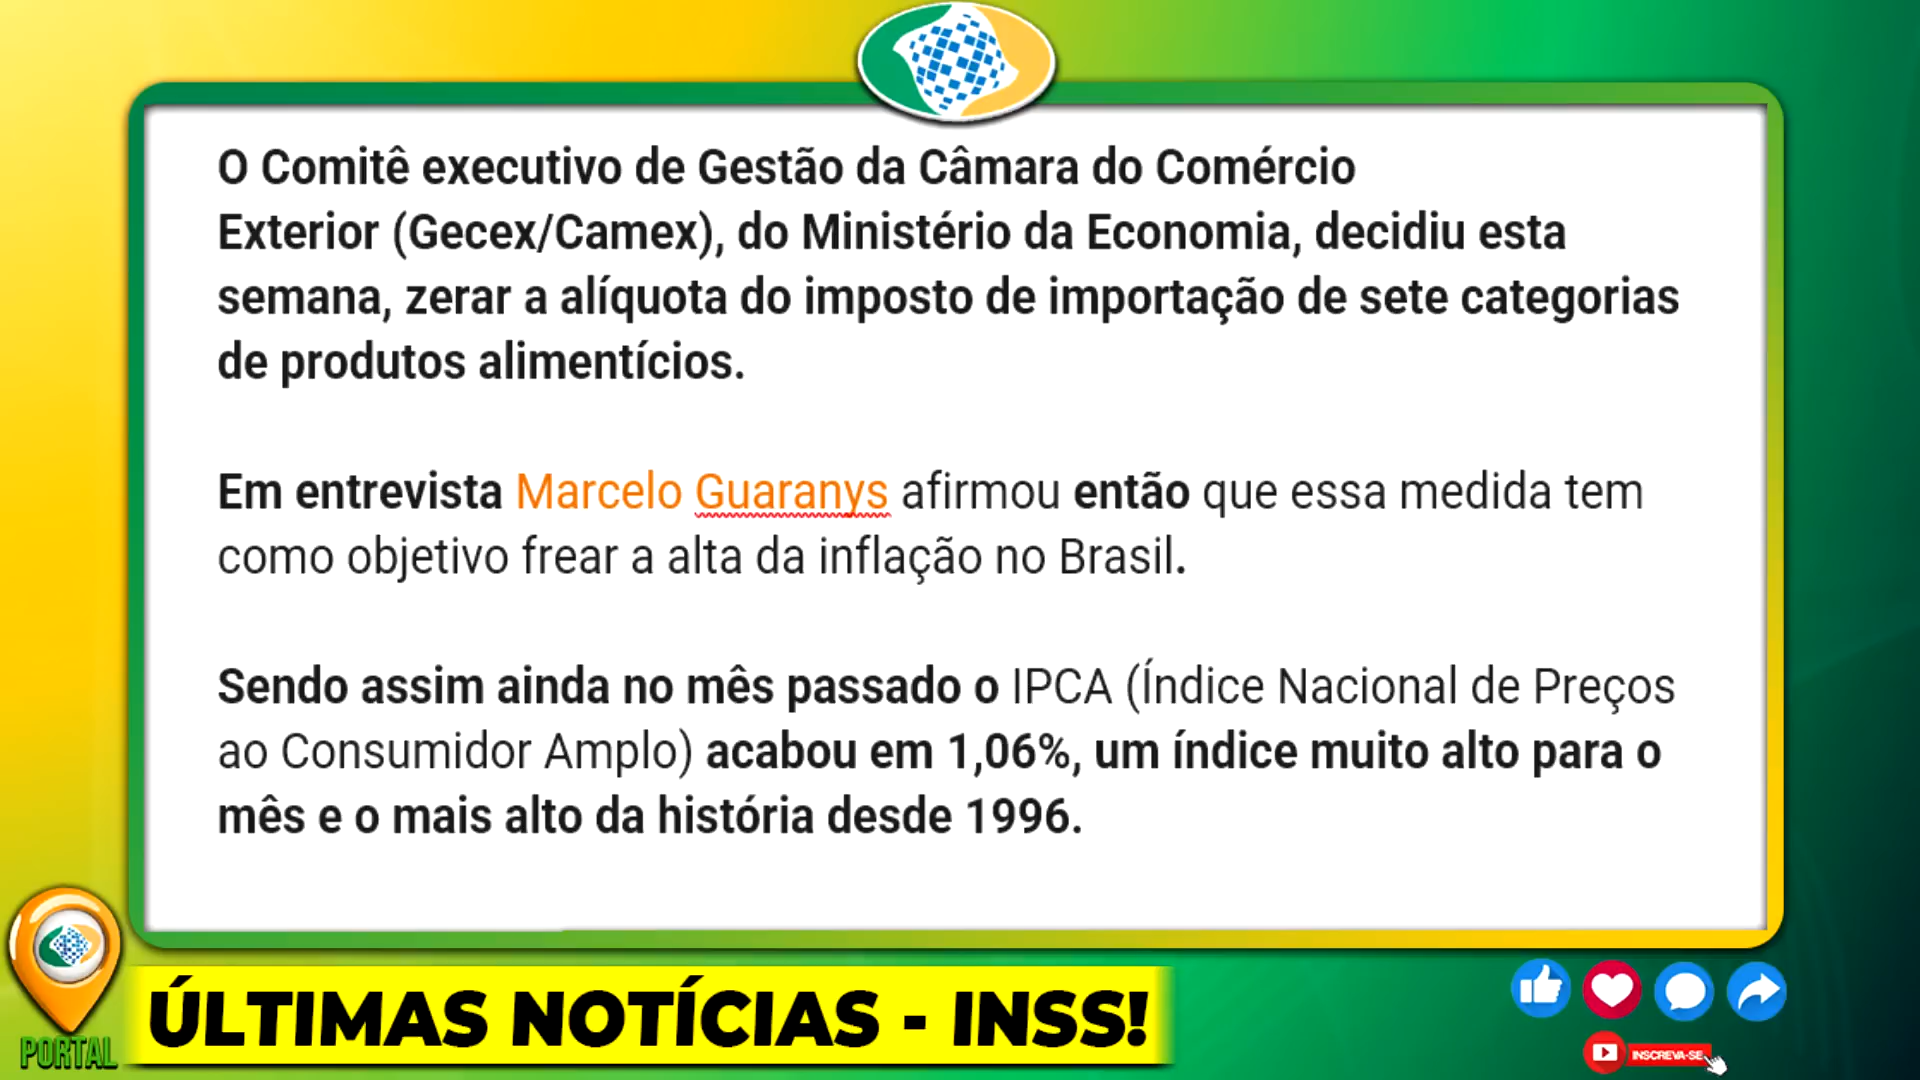 O Comitê executivo de Gestão da Câmara do Comércio
Exterior (Gecex/Camex), do Ministério da Economia, decidiu esta
semana, zerar a alíquota do imposto de importação de sete categorias
de produtos alimentícios.
Em entrevista Marcelo Guaranys afirmou então que essa medida tem
como objetivo frear a alta da inflação no Brasil.
Sendo assim ainda no mês passado o IPCA (Índice Nacional de Preços
ao Consumidor Amplo) acabou em 1,06%, um índice muito alto para o
mês e o mais alto da história desde 1996.
PORTAL
ÚLTIMAS NOTÍCIAS - INSS!
INSCREVA-SE